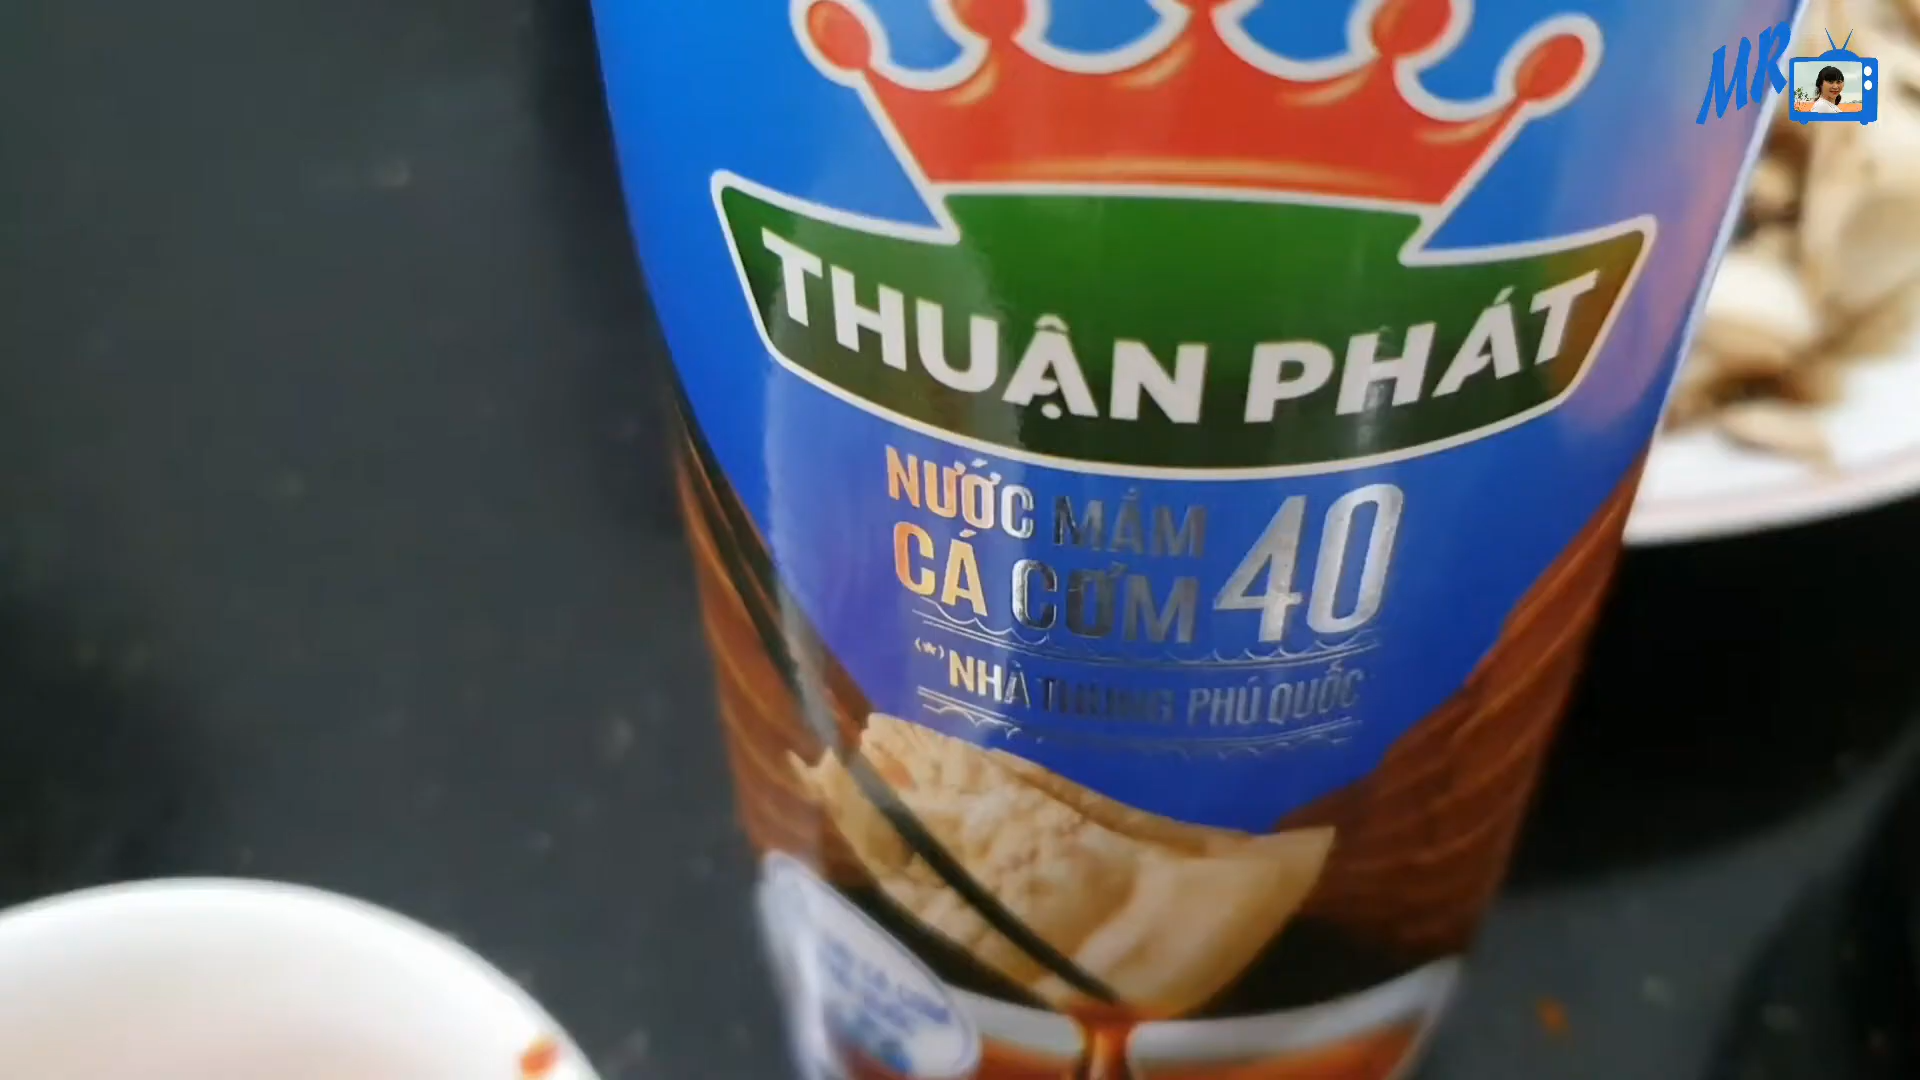 MR
THUẬN PHÁT
NƯỚC MẮM
CÁ CƠM 40
(*) NHÀ THÙNG PHÚ QUỐC